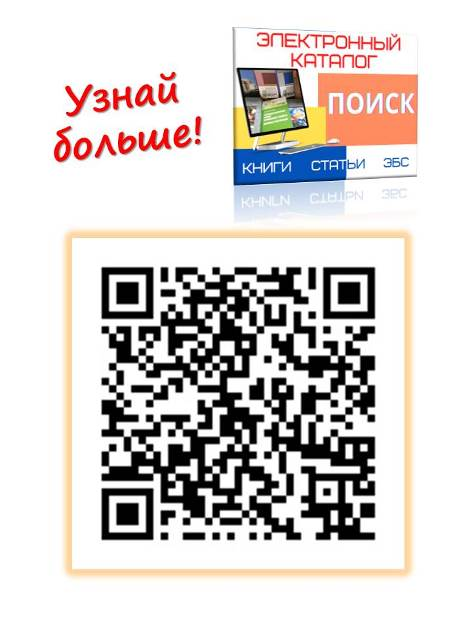 Узнай
больше!
ЭЛЕКТРОННЫЙ
КАТАЛОГ
ПОИСК
КНИГИ СТАТЬИ ЭБС